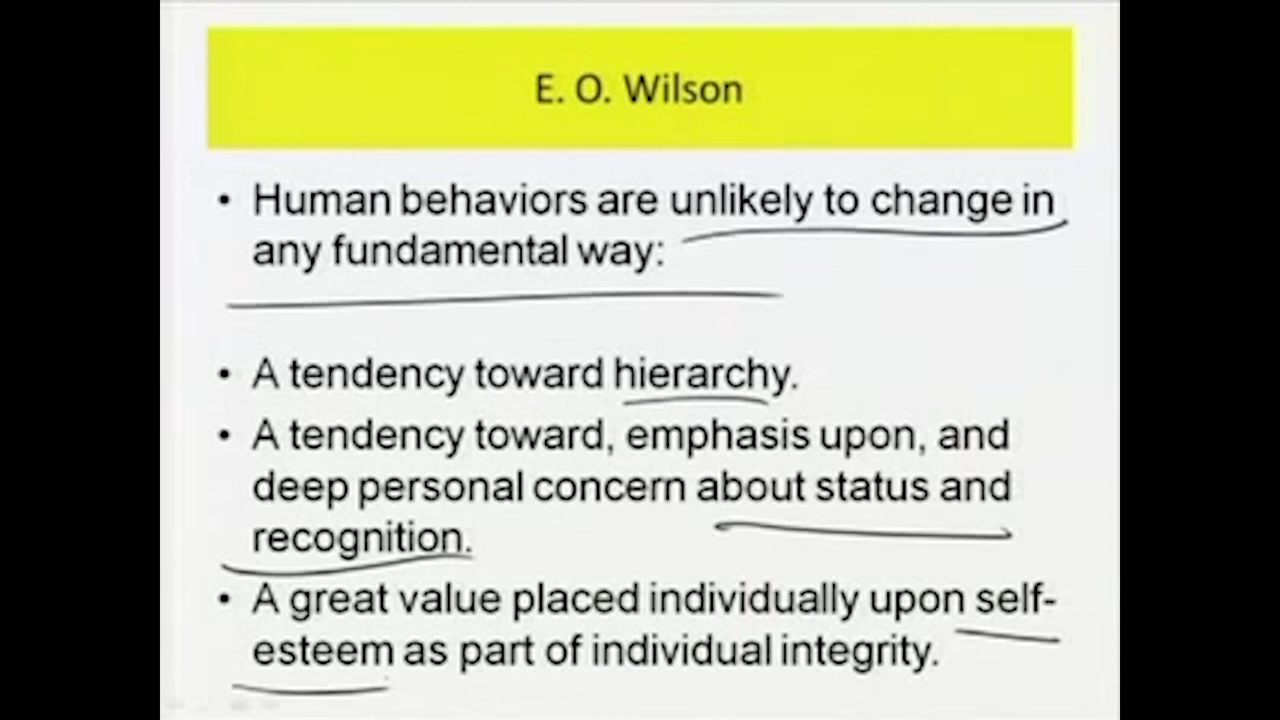 E. O. Wilson
• Human behaviors are unlikely to change in
any fundamental way:
• A tendency toward hierarchy.
• A tendency toward, emphasis upon, and
deep personal concern about status and
recognition.
• A great value placed individually upon self-
esteem as part of individual integrity.